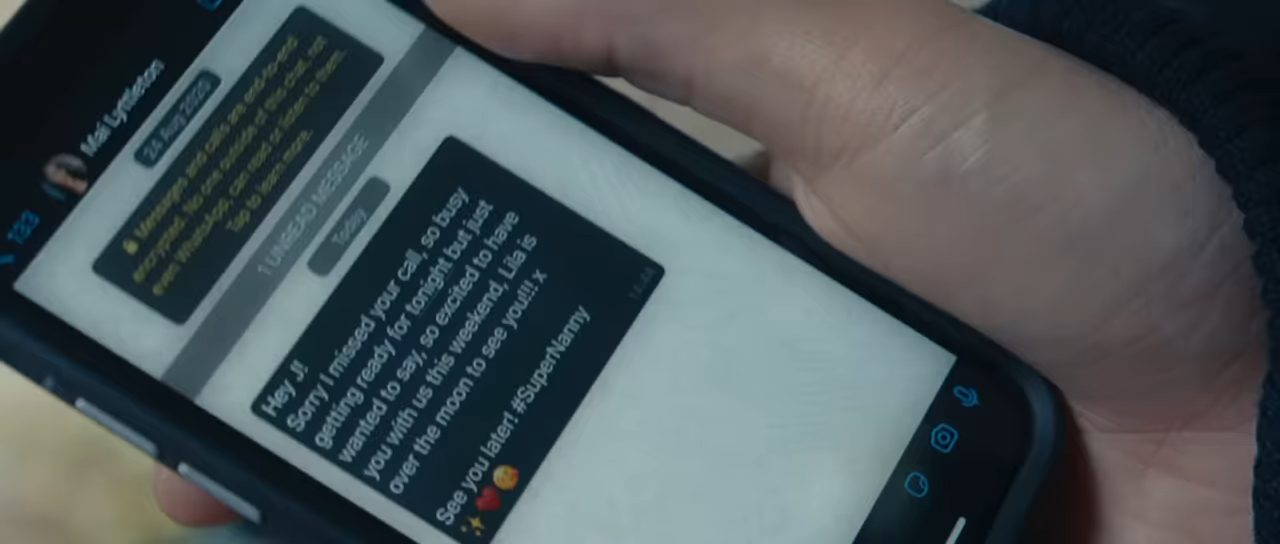 133
Mai Lyttleton
24 Aug 2020
Messages and calls are end-to-end
encrypted. No one outside of this chat, not
even WhatsApp, can read or listen to them.
Tap to learn more.
1 UNREAD MESSAGE
Today
Hey J!
Sorry I missed your call, so busy
getting ready for tonight but just
wanted to say, so excited to have
you with us this weekend, Lila is
over the moon to see you!!! x
See you later! #SuperNanny
✨❤️🥰
14:44